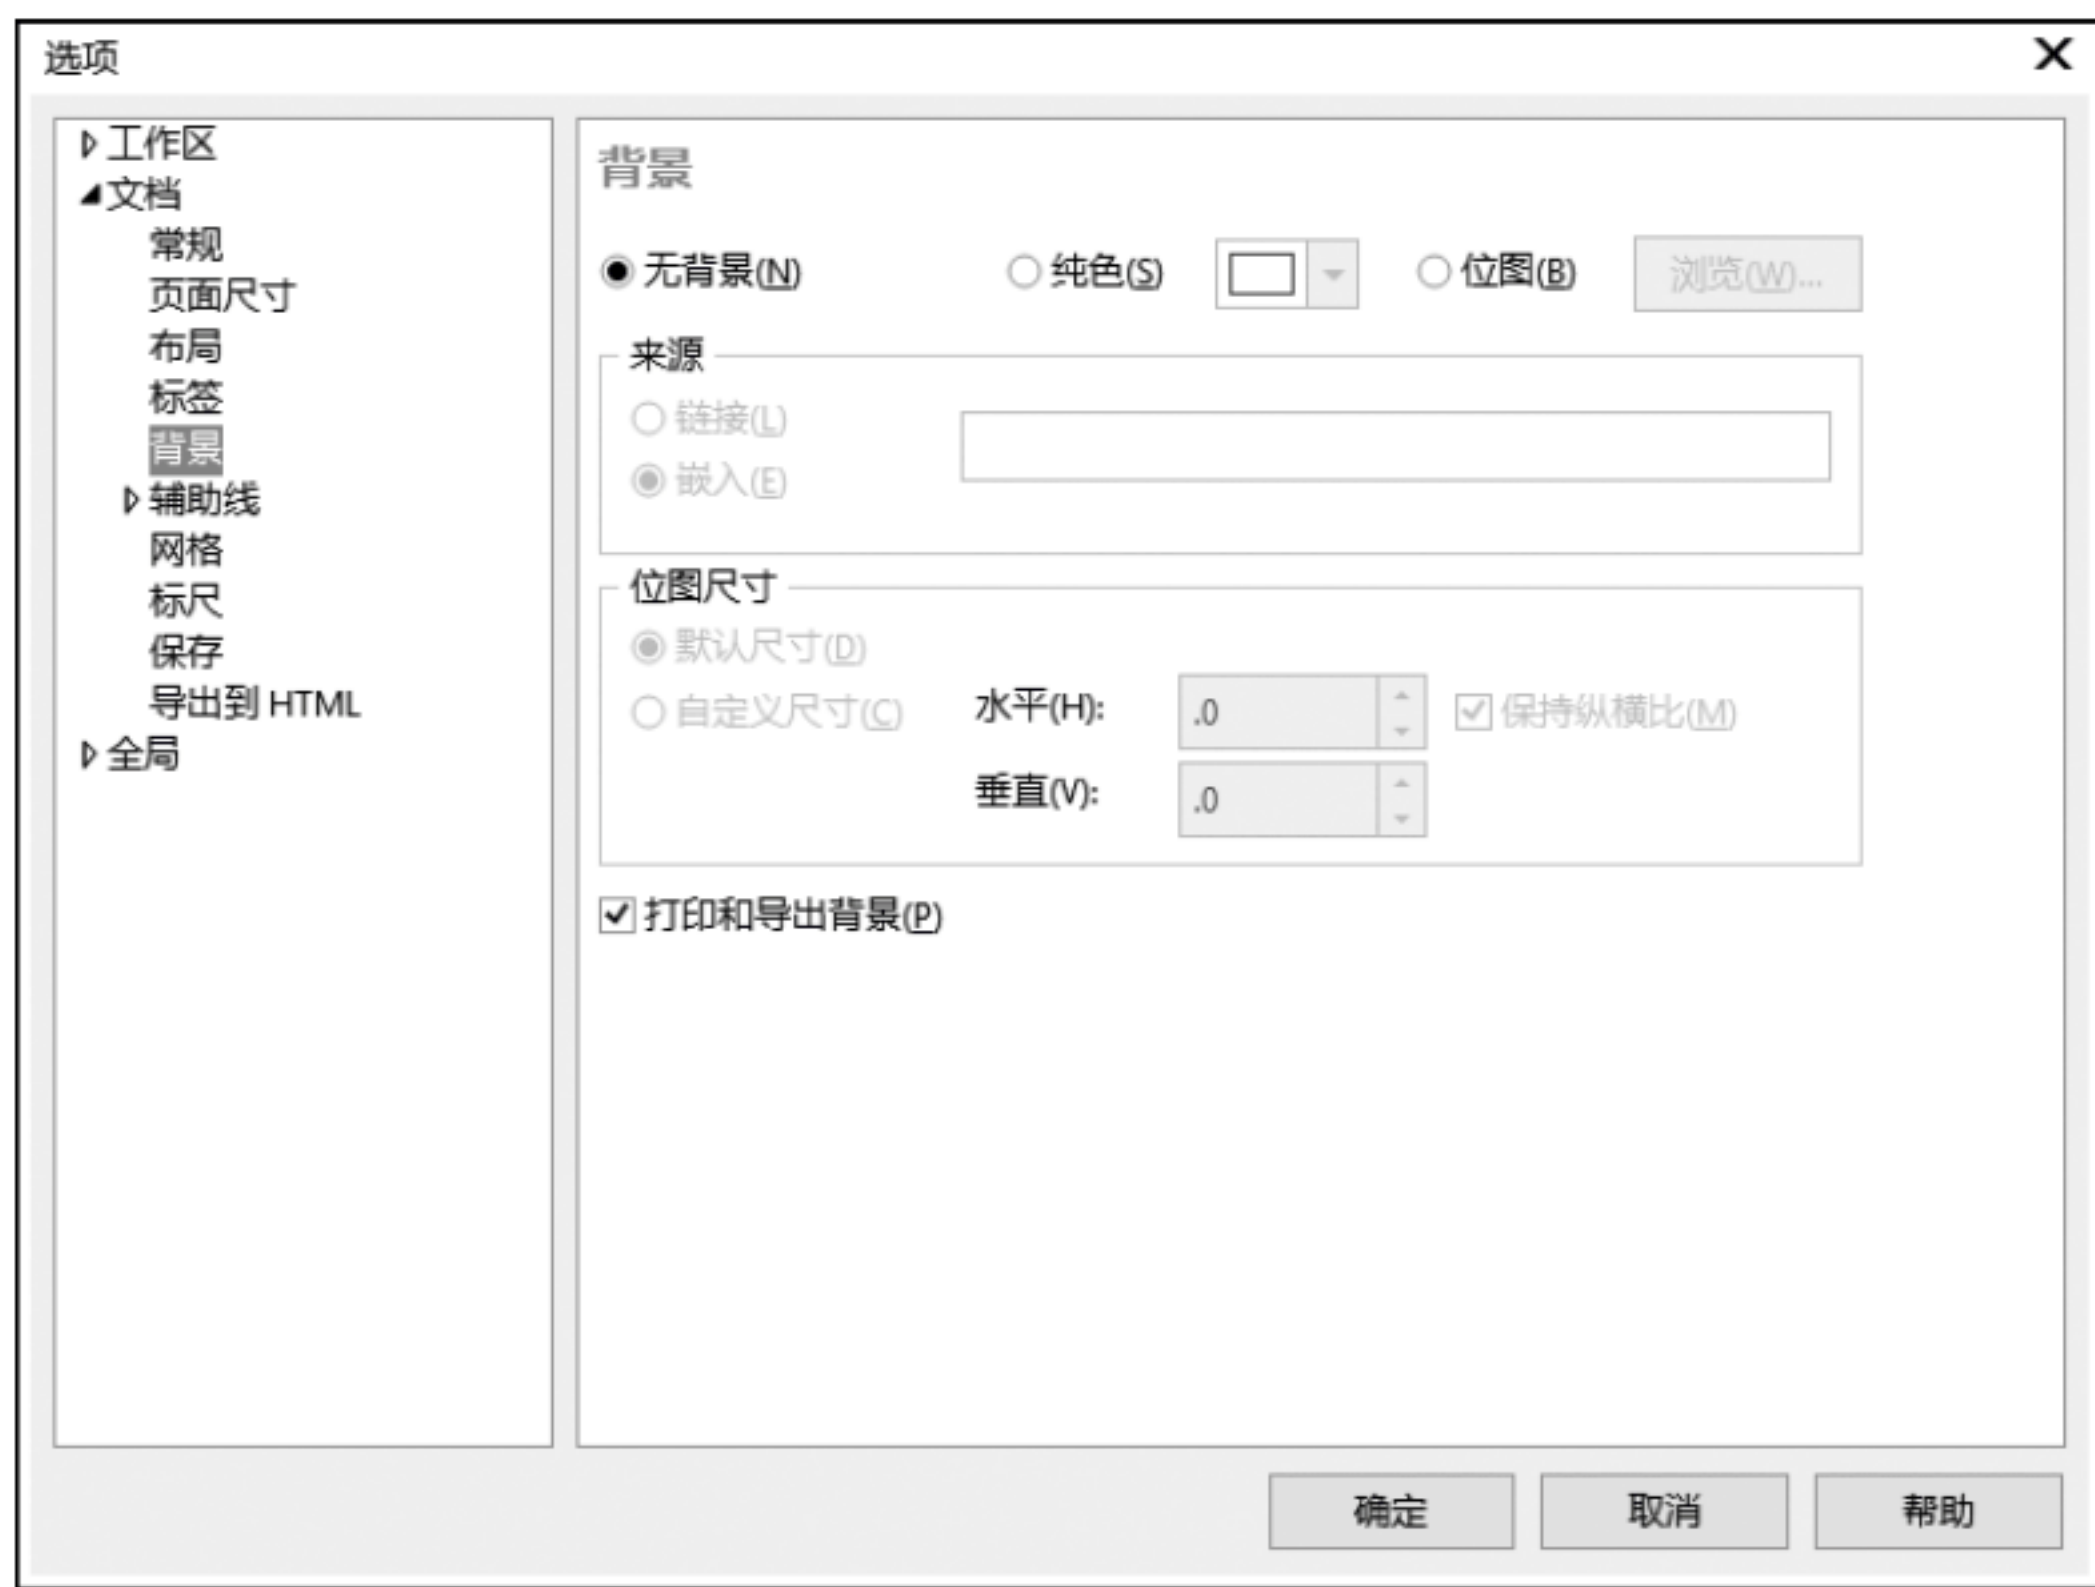 选项
工作区
文档
常规
页面尺寸
布局
标签
背景
辅助线
网格
标尺
保存
导出到 HTML
全局
背景
无背景(N) 纯色(S) 位图(B) 浏览(W)...
来源
链接(L)
嵌入(E)
位图尺寸
默认尺寸(D)
自定义尺寸(C) 水平(H): .0 保持纵横比(M)
垂直(V): .0
打印和导出背景(P)
确定 取消 帮助